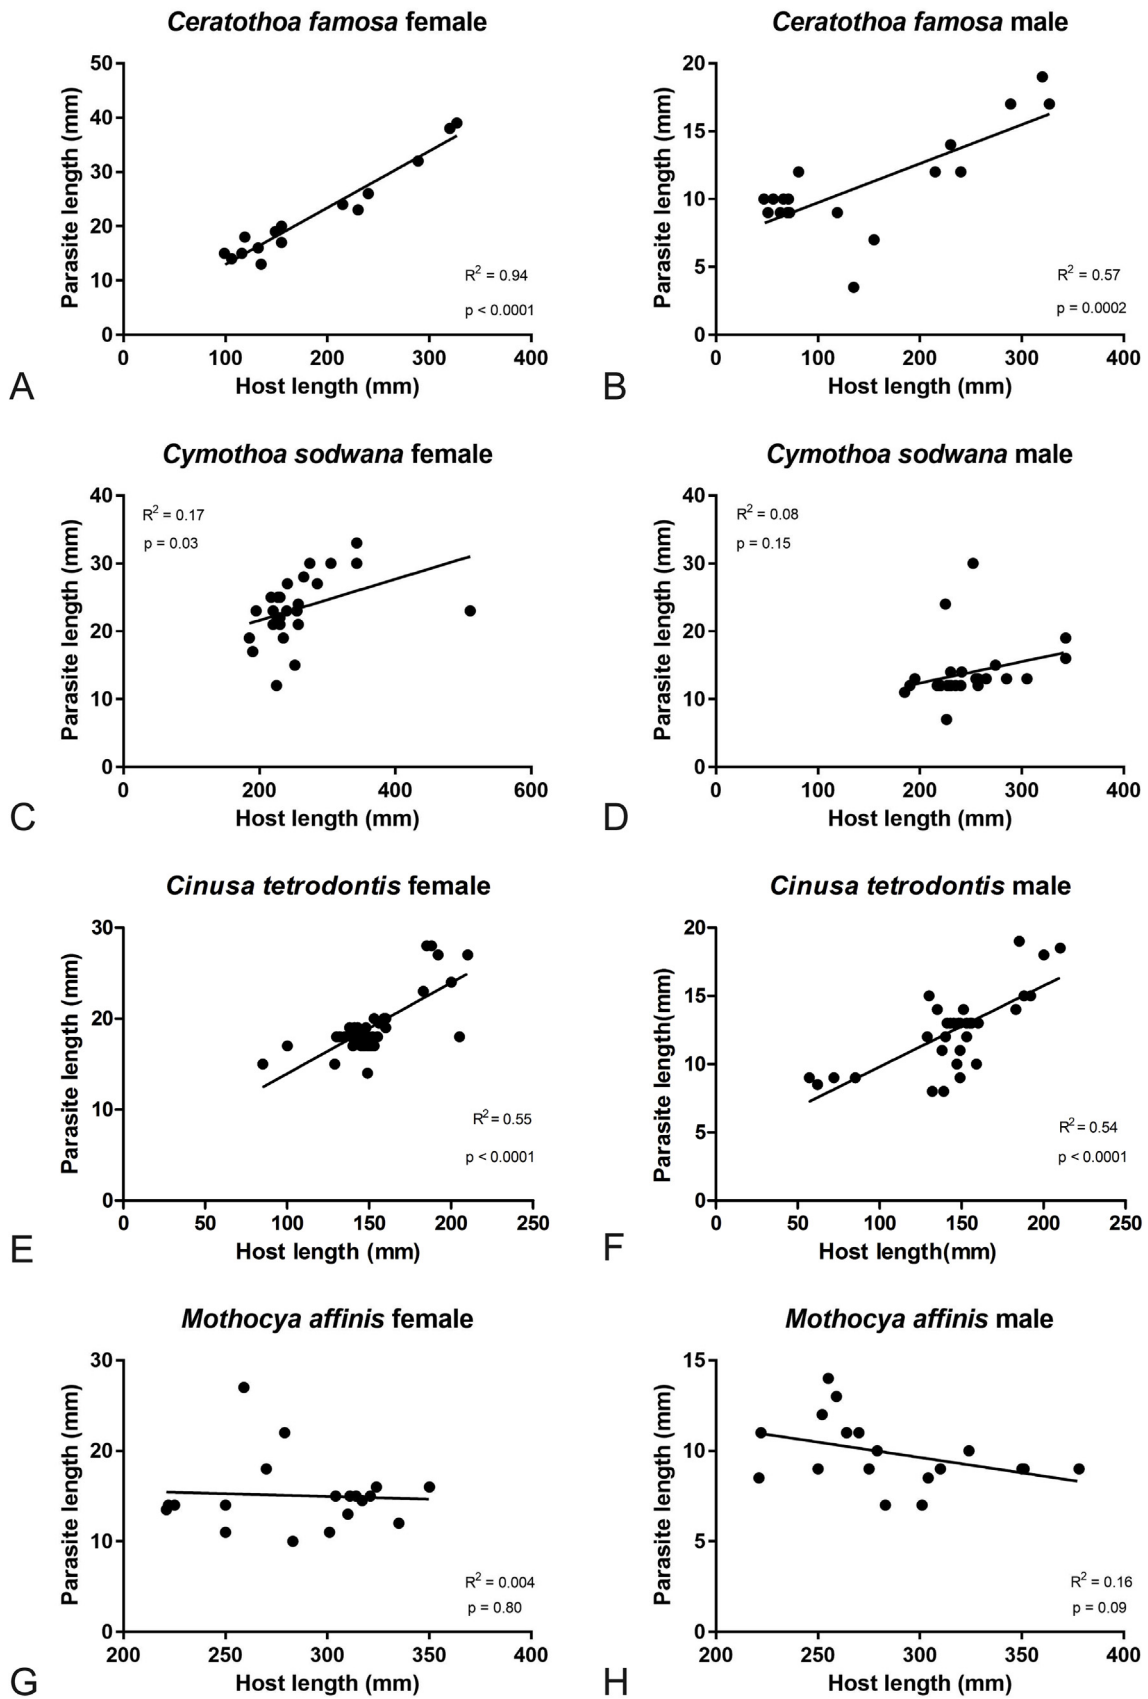 Ceratothoa famosa female
50
40
30
20
10
0
Parasite length (mm)
R² = 0.94
p < 0.0001
0 100 200 300 400
Host length (mm)
A
Ceratothoa famosa male
20
15
10
5
0
Parasite length (mm)
R² = 0.57
p = 0.0002
0 100 200 300 400
Host length (mm)
B
Cymothoa sodwana female
40
30
20
10
0
Parasite length (mm)
R² = 0.17
p = 0.03
0 200 400 600
Host length (mm)
C
Cymothoa sodwana male
40
30
20
10
0
Parasite length (mm)
R² = 0.08
p = 0.15
0 100 200 300 400
Host length (mm)
D
Cinusa tetrodontis female
30
20
10
0
Parasite length (mm)
R² = 0.55
p < 0.0001
0 50 100 150 200 250
Host length (mm)
E
Cinusa tetrodontis male
20
15
10
5
0
Parasite length(mm)
R² = 0.54
p < 0.0001
0 50 100 150 200 250
Host length(mm)
F
Mothocya affinis female
30
20
10
0
Parasite length (mm)
R² = 0.004
p = 0.80
200 250 300 350 400
Host length (mm)
G
Mothocya affinis male
15
10
5
0
Parasite length (mm)
R² = 0.16
p = 0.09
200 250 300 350 400
Host length (mm)
H